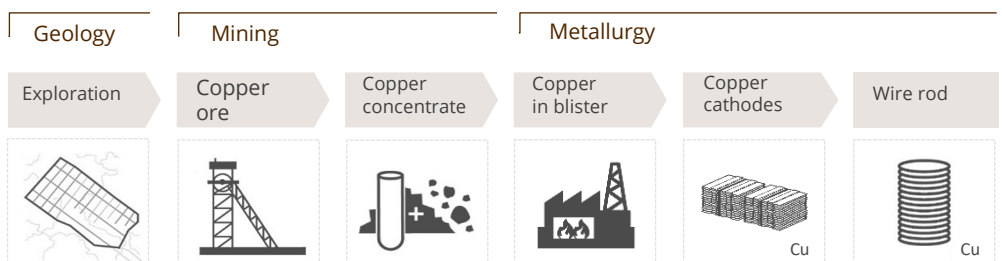 Geology
Mining
Metallurgy
Exploration
Copper
ore
Copper
concentrate
Copper
in blister
Copper
cathodes
Wire rod
Cu
Cu